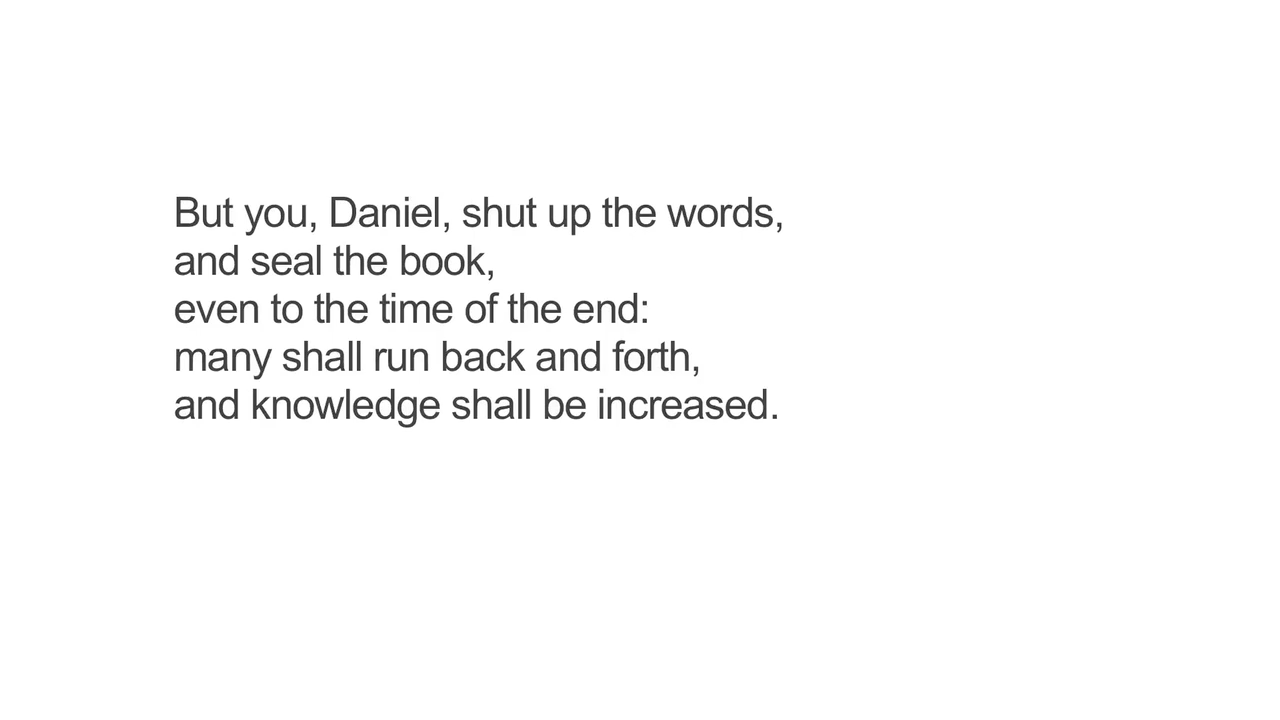 But you, Daniel, shut up the words,
and seal the book,
even to the time of the end:
many shall run back and forth,
and knowledge shall be increased.